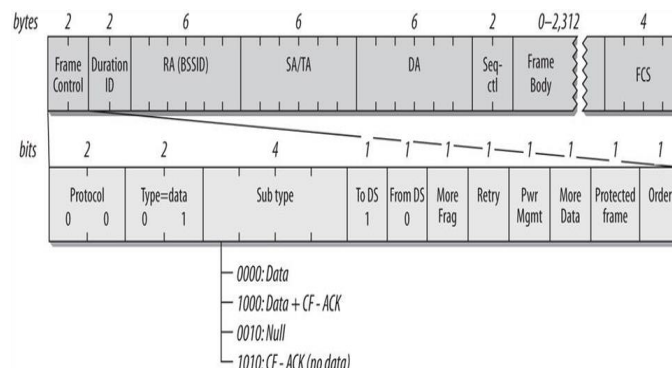 bytes 2 2 6 6 6 2 0–2,312 4
Frame Control Duration ID RA (BSSID) SA/TA DA Seq-ctl Frame Body FCS
bits 2 2 4 1 1 1 1 1 1 1 1
Protocol Type=data Sub type To DS From DS More Frag Retry Pwr Mgmt More Data Protected frame Order
0 0 0 1 1 0
0000: Data
1000: Data + CF - ACK
0010: Null
1010: CF - ACK (no data)